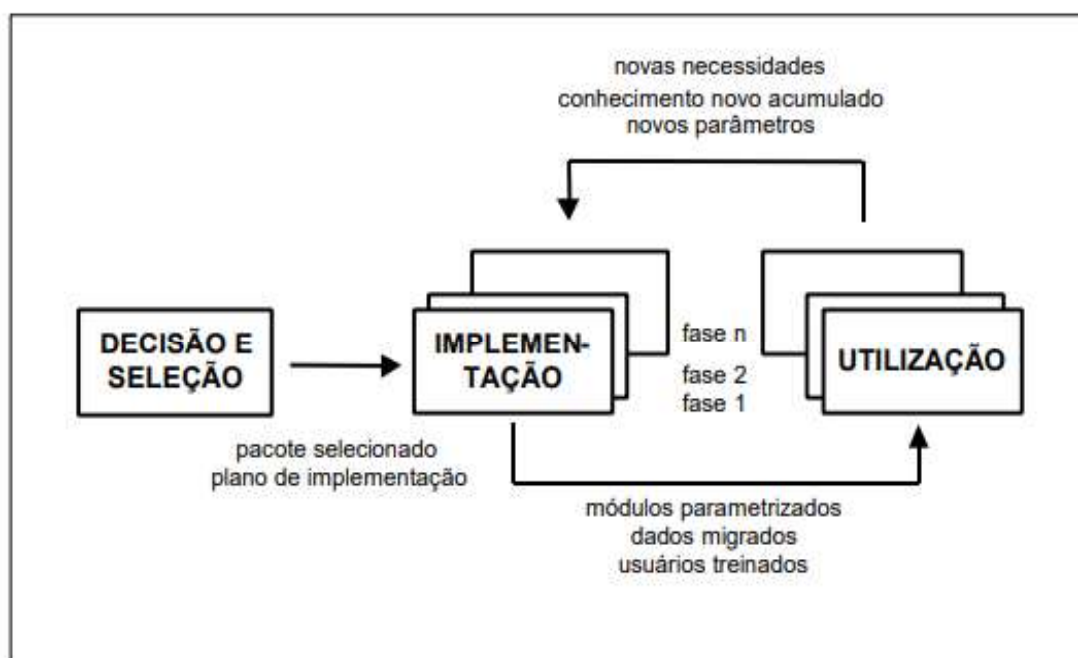 novas necessidades
conhecimento novo acumulado
novos parâmetros
DECISÃO E
SELEÇÃO
IMPLEMEN-
TAÇÃO
fase n
fase 2
fase 1
UTILIZAÇÃO
pacote selecionado
plano de implementação
módulos parametrizados
dados migrados
usuários treinados